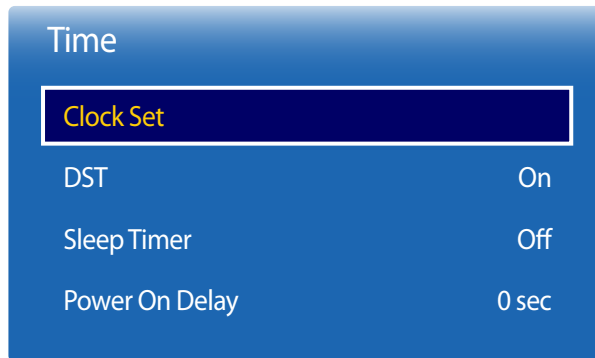 Time
Clock Set
DST On
Sleep Timer Off
Power On Delay 0 sec